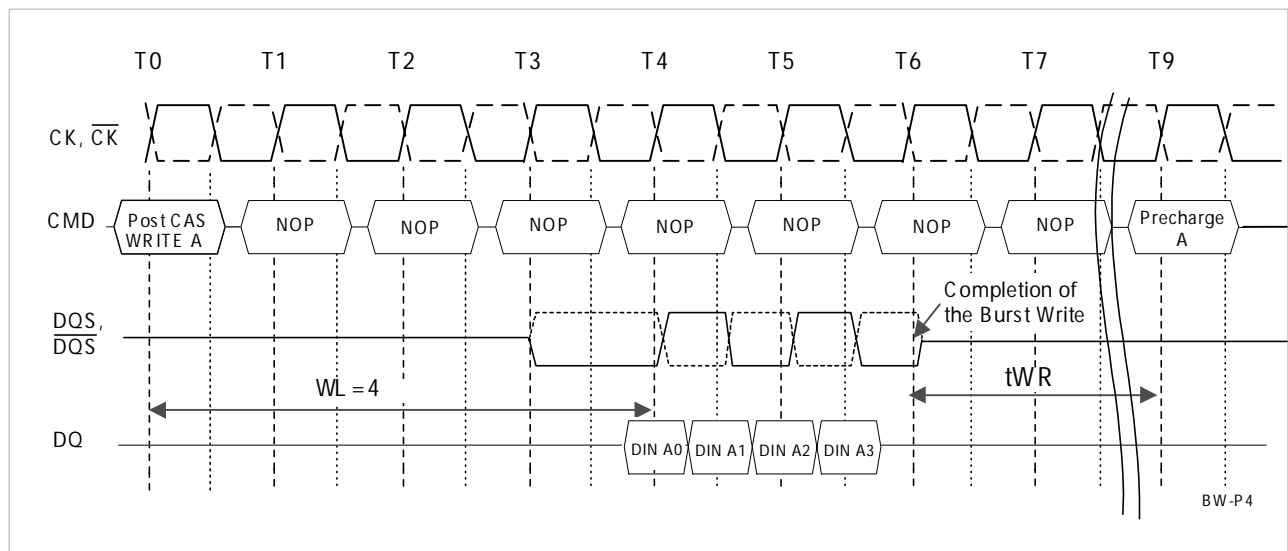 T0 T1 T2 T3 T4 T5 T6 T7 T9
CK, CK
CMD
Post CAS
WRITE A
NOP NOP NOP NOP NOP NOP NOP
Precharge
A
DQS,
DQS
Completion of
the Burst Write
WL = 4
tWR
DQ
DIN A0 DIN A1 DIN A2 DIN A3
BW-P4